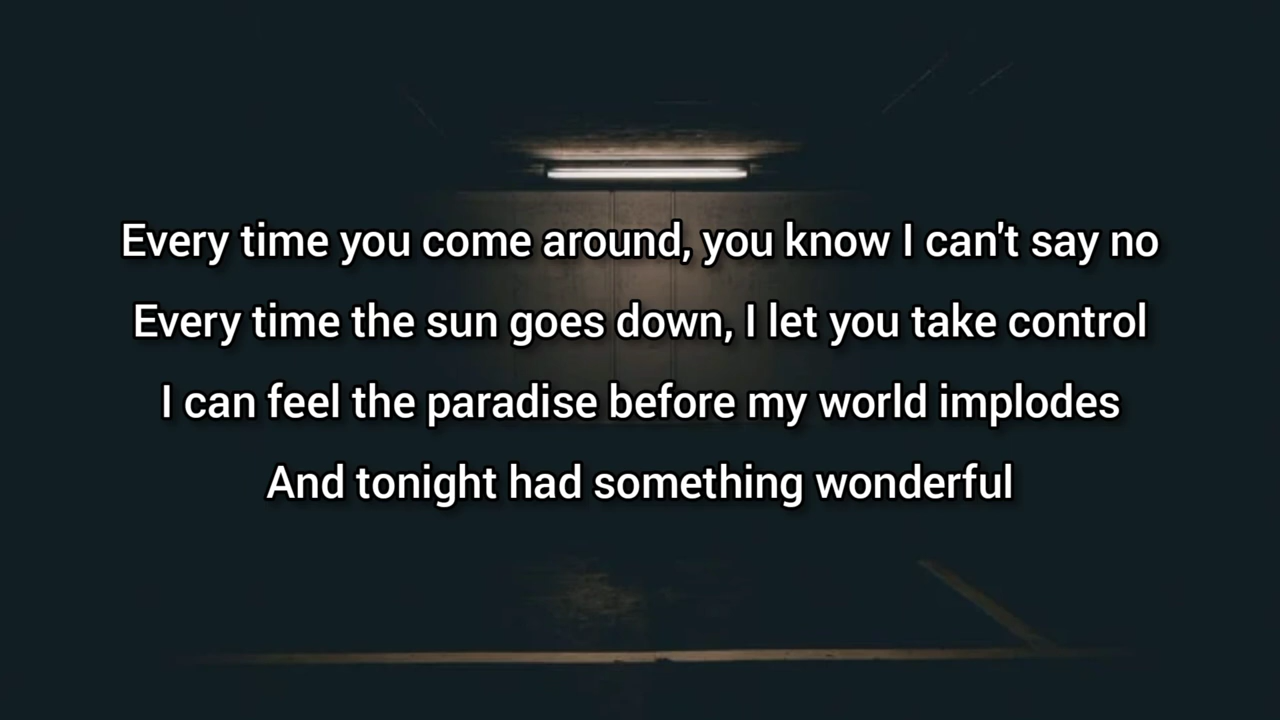 Every time you come around, you know I can't say no
Every time the sun goes down, I let you take control
I can feel the paradise before my world implodes
And tonight had something wonderful